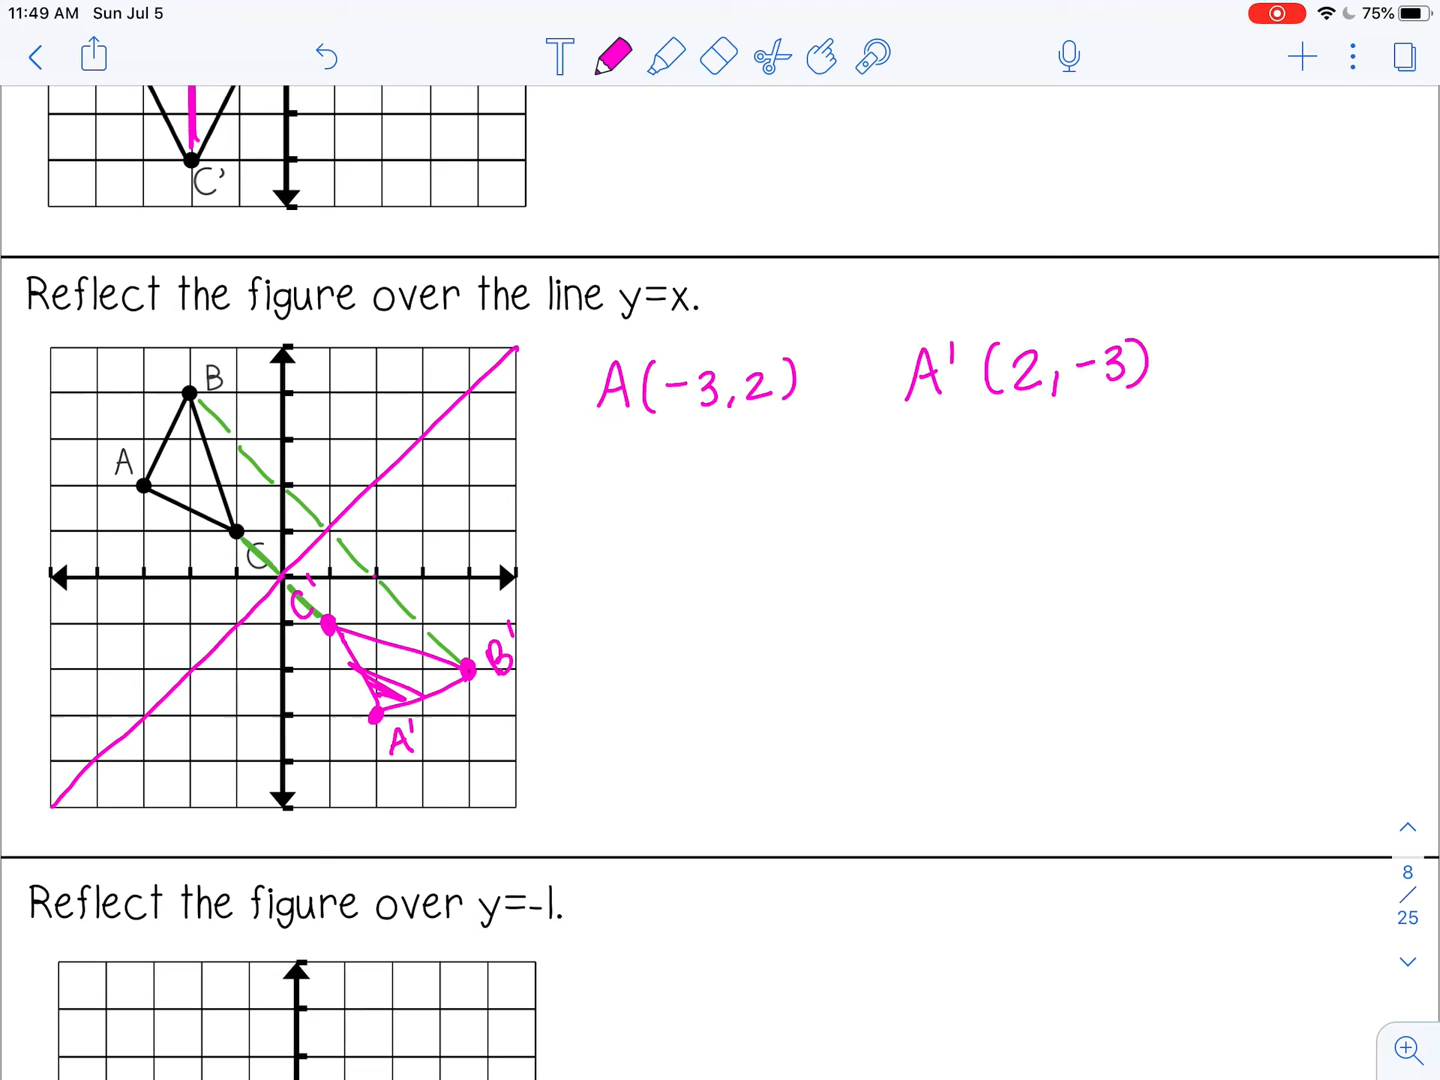 11:49 AM Sun Jul 5
75%
T
C'
Reflect the figure over the line y=x.
A(-3,2) A'(2,-3)
B
A
C
C'
B'
A'
8
/
25
Reflect the figure over y=-1.